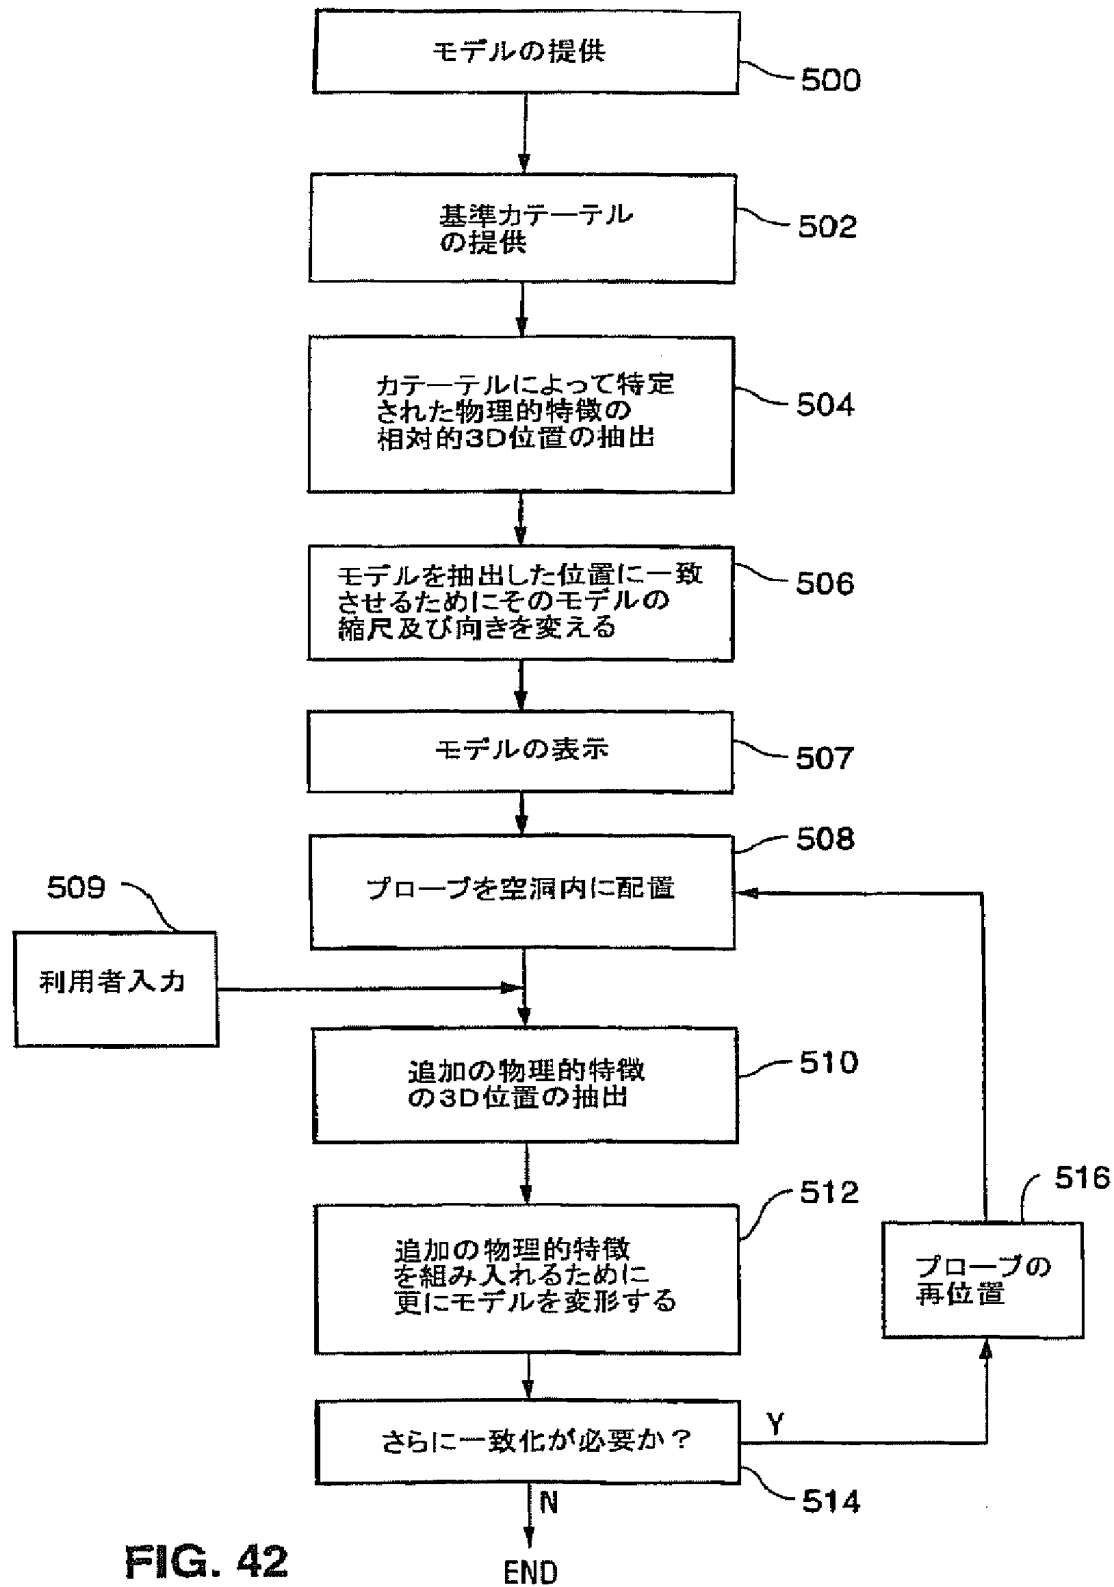 モデルの提供
500
基準カテーテル
の提供
502
カテーテルによって特定
された物理的特徴の
相対的3D位置の抽出
504
モデルを抽出した位置に一致
させるためにそのモデルの
縮尺及び向きを変える
506
モデルの表示
507
プローブを空洞内に配置
508
509
利用者入力
追加の物理的特徴
の3D位置の抽出
510
追加の物理的特徴
を組み入れるために
更にモデルを変形する
512
516
プローブの
再位置
さらに一致化が必要か?
Y
514
N
END
FIG. 42